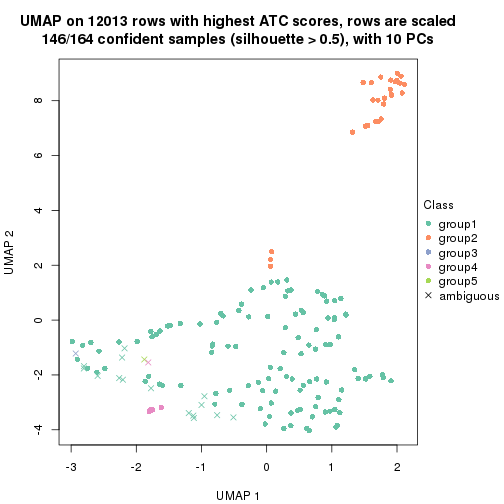 UMAP on 12013 rows with highest ATC scores, rows are scaled
146/164 confident samples (silhouette > 0.5), with 10 PCs
8
6
4
2
0
-2
-4
UMAP 2
-3
-2
-1
0
1
2
UMAP 1
Class
group1
group2
group3
group4
group5
ambiguous